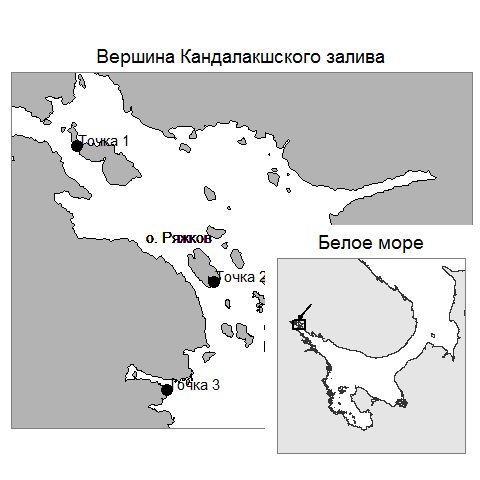 Вершина Кандалакшского залива
Точка 1
о. Ряжков
Белое море
Точка 2
Точка 3